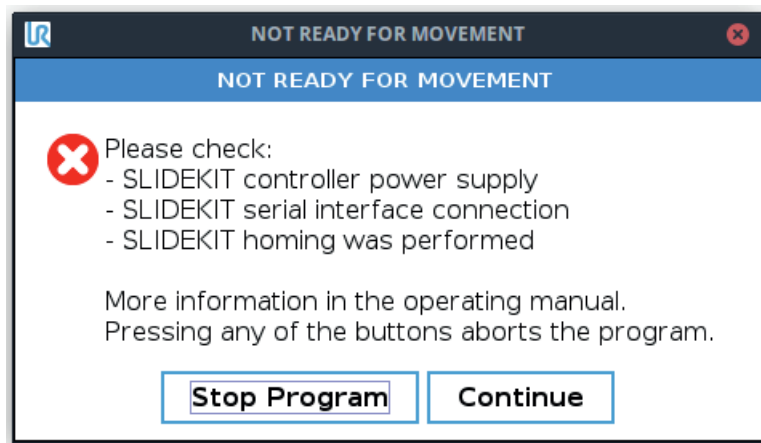 UR
NOT READY FOR MOVEMENT
NOT READY FOR MOVEMENT
Please check:
- SLIDEKIT controller power supply
- SLIDEKIT serial interface connection
- SLIDEKIT homing was performed
More information in the operating manual.
Pressing any of the buttons aborts the program.
Stop Program Continue